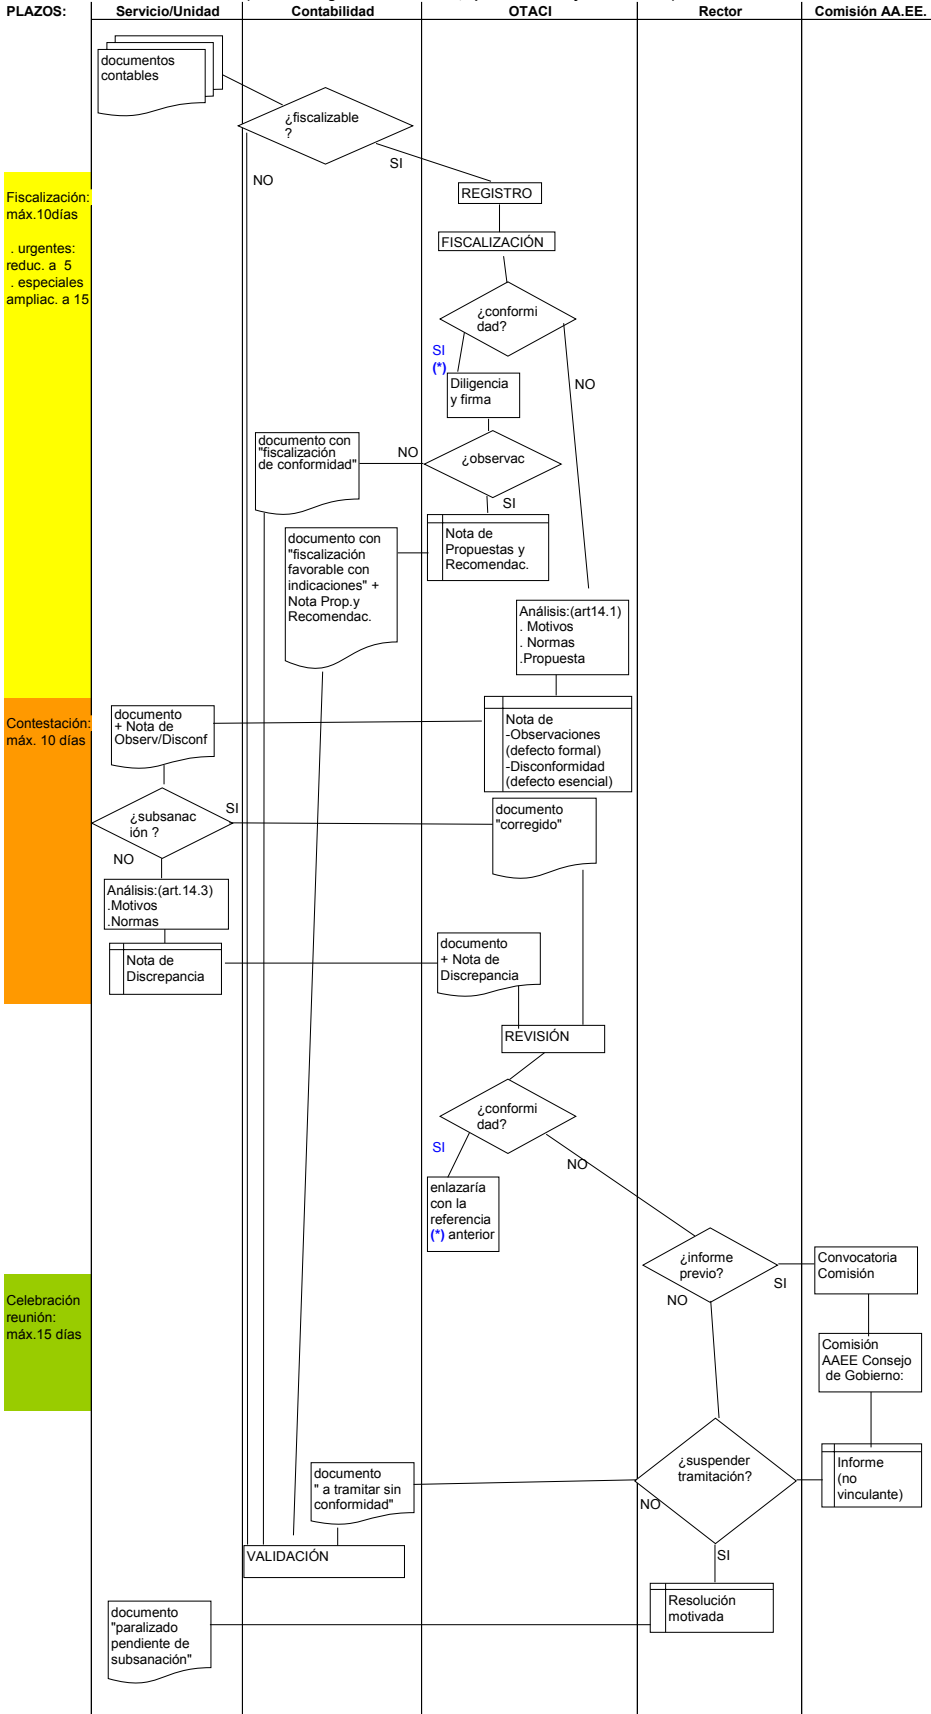 PLAZOS:
Servicio/Unidad
Contabilidad
OTACI
Rector
Comisión AA.EE.
documentos
contables
¿fiscalizable
?
SI
NO
REGISTRO
Fiscalización:
máx.10días
. urgentes:
reduc. a 5
. especiales
ampliac. a 15
FISCALIZACIÓN
¿conformi
dad?
SI
(*)
NO
Diligencia
y firma
documento con
"fiscalización
de conformidad"
NO
¿observac
SI
Nota de
Propuestas y
Recomendac.
documento con
"fiscalización
favorable con
indicaciones" +
Nota Prop.y
Recomendac.
Análisis:(art14.1)
. Motivos
. Normas
.Propuesta
Contestación:
máx. 10 días
documento
+ Nota de
Observ/Disconf
Nota de
-Observaciones
(defecto formal)
-Disconformidad
(defecto esencial)
¿subsanac
ión ?
SI
NO
documento
"corregido"
Análisis:(art.14.3)
.Motivos
.Normas
Nota de
Discrepancia
documento
+ Nota de
Discrepancia
REVISIÓN
¿conformi
dad?
SI
NO
enlazaría
con la
referencia
(*) anterior
¿informe
previo?
SI
NO
Convocatoria
Comisión
Celebración
reunión:
máx.15 días
Comisión
AAEE Consejo
de Gobierno:
¿suspender
tramitación?
NO
SI
Informe
(no
vinculante)
documento
" a tramitar sin
conformidad"
VALIDACIÓN
Resolución
motivada
documento
"paralizado
pendiente de
subsanación"